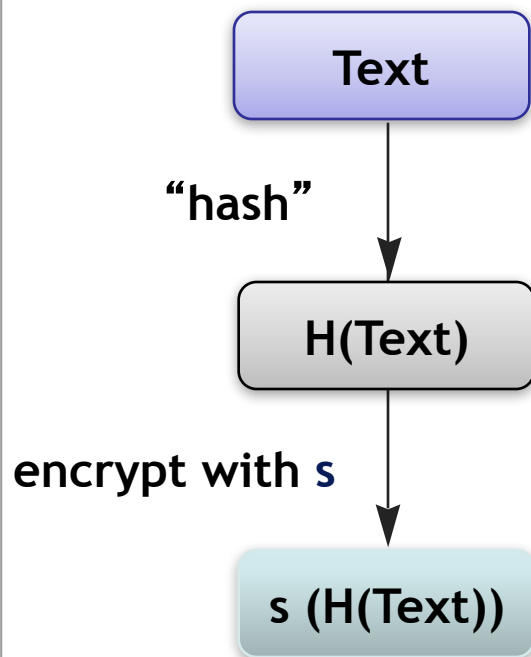 Text
“hash”
H(Text)
encrypt with s
s (H(Text))